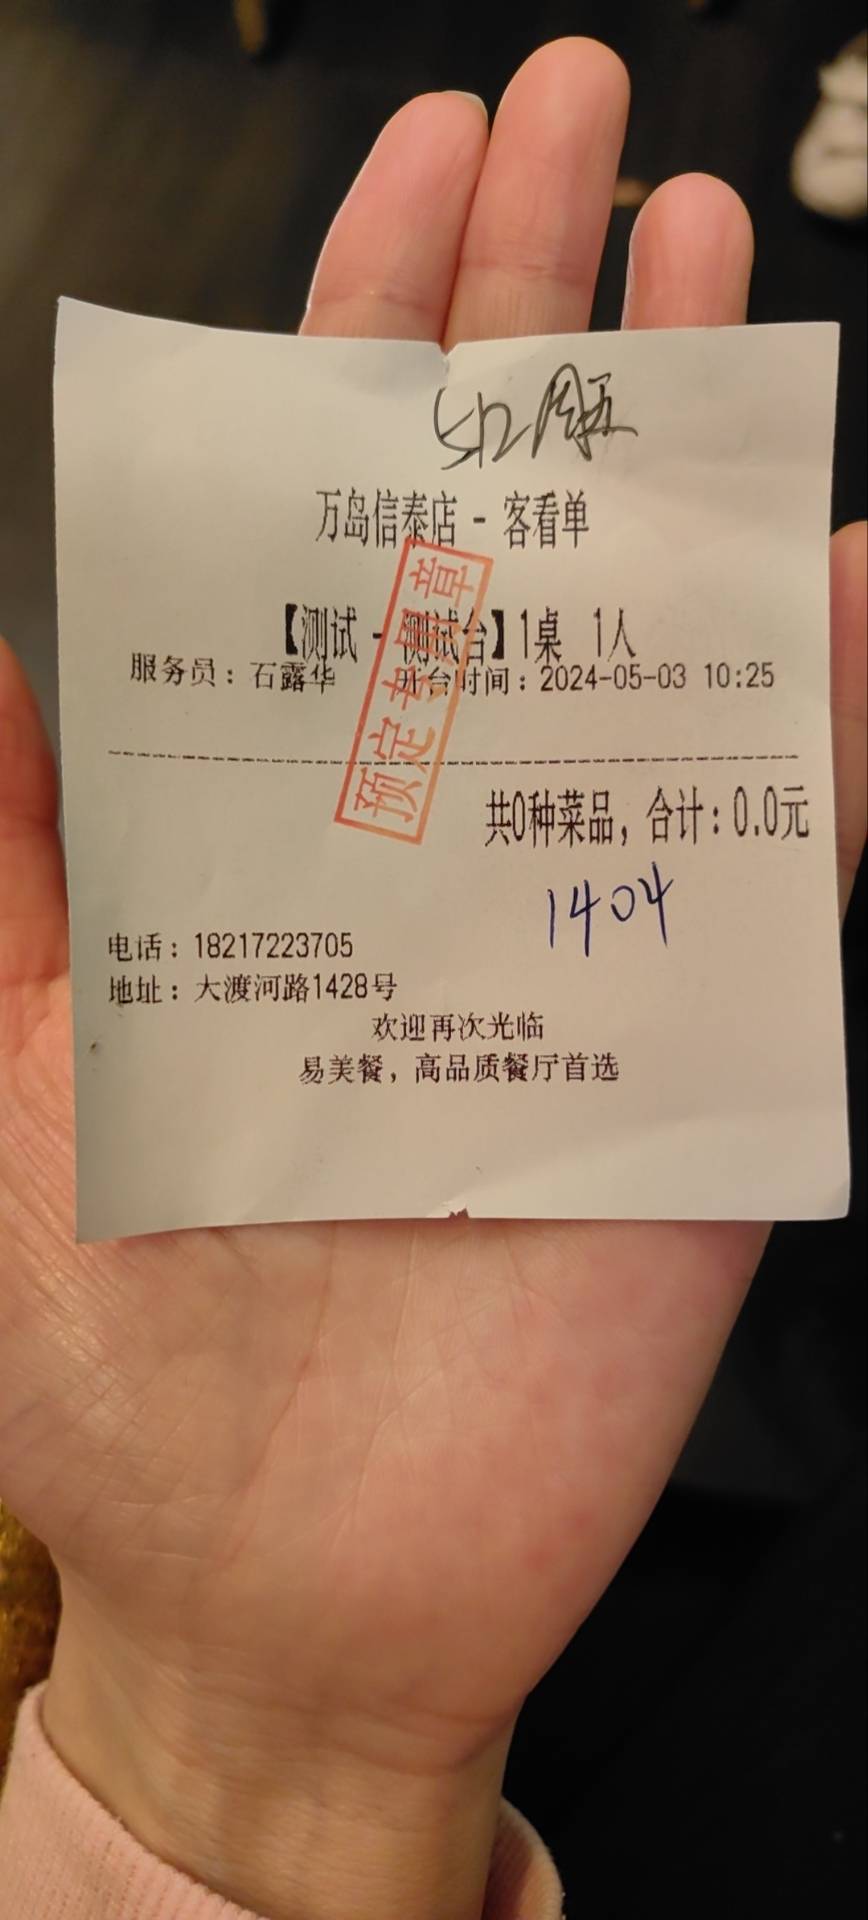 周五
万岛信泰店 - 客看单
【测试 - 测试台】1桌 1人
服务员：石露华 开台时间：2024-05-03 10:25
预定专用章
共0种菜品，合计：0.0元
1404
电话：18217223705
地址：大渡河路1428号
欢迎再次光临
易美餐，高品质餐厅首选